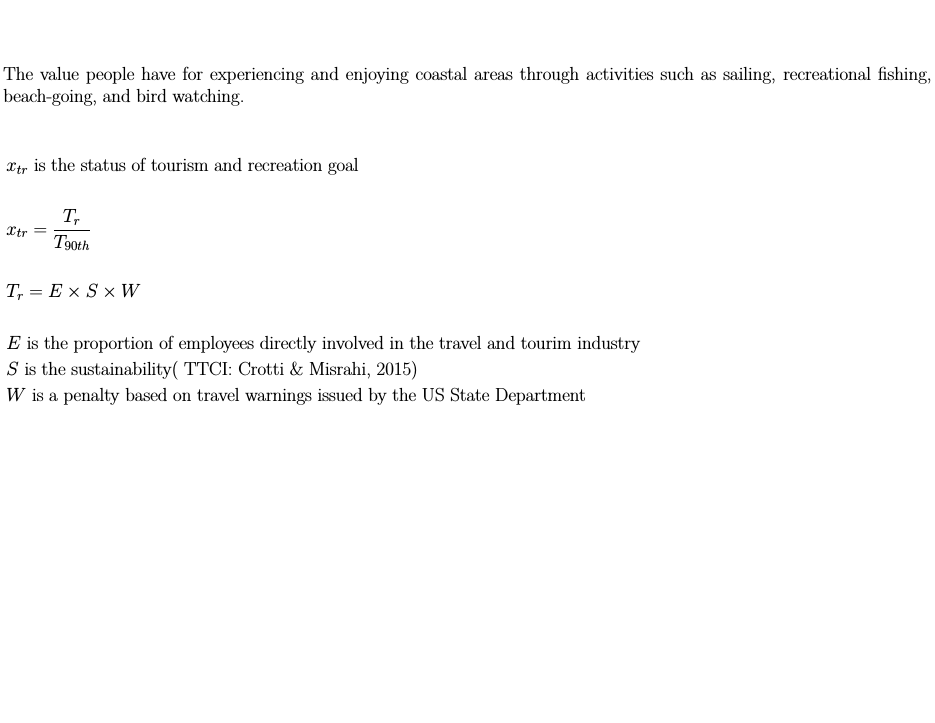 The value people have for experiencing and enjoying coastal areas through activities such as sailing, recreational fishing,
beach-going, and bird watching.
x_{tr} is the status of tourism and recreation goal
x_{tr} = \frac{T_r}{T_{90th}}
T_r = E × S × W
E is the proportion of employees directly involved in the travel and tourim industry
S is the sustainability( TTCI: Crotti & Misrahi, 2015)
W is a penalty based on travel warnings issued by the US State Department